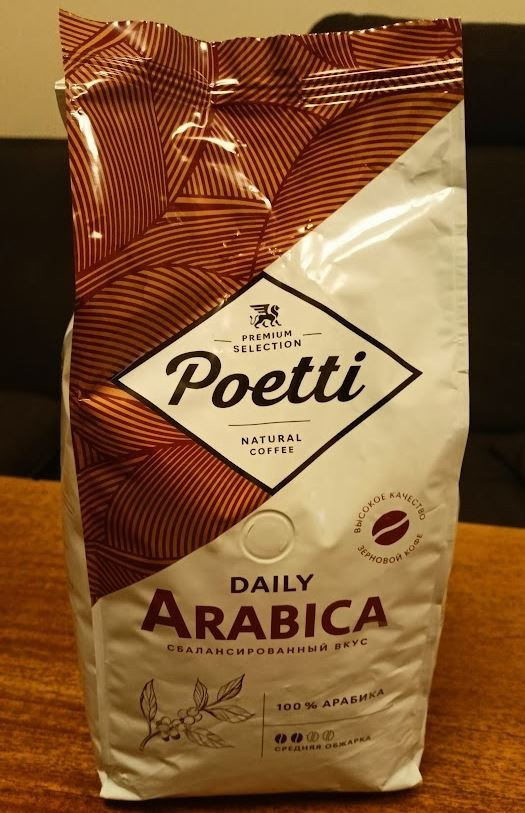 PREMIUM
SELECTION
Poetti
NATURAL
COFFEE
ВЫСОКОЕ КАЧЕСТВО
ЗЕРНОВОЙ КОФЕ
DAILY
ARABICA
СБАЛАНСИРОВАННЫЙ ВКУС
100 % АРАБИКА
СРЕДНЯЯ ОБЖАРКА